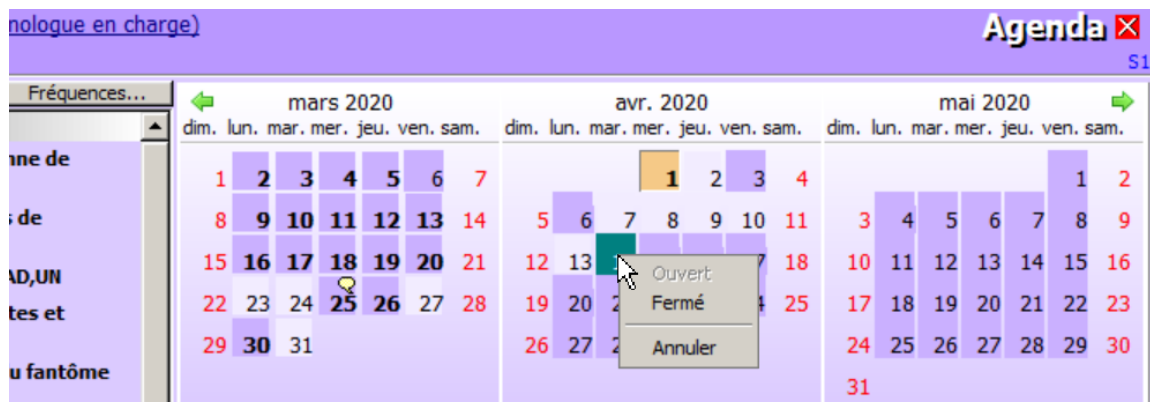 nologue en charge)
Agenda
S1
Fréquences...
mars 2020
avr. 2020
mai 2020
dim. lun. mar. mer. jeu. ven. sam.
dim. lun. mar. mer. jeu. ven. sam.
dim. lun. mar. mer. jeu. ven. sam.
nne de
1 2 3 4 5 6 7
1 2 3 4
1 2
s de
8 9 10 11 12 13 14
5 6 7 8 9 10 11
3 4 5 6 7 8 9
AD,UN
15 16 17 18 19 20 21
12 13 18
10 11 12 13 14 15 16
Ouvert
tes et
22 23 24 25 26 27 28
19 20 25
17 18 19 20 21 22 23
Fermé
29 30 31
26 27
24 25 26 27 28 29 30
Annuler
u fantôme
31